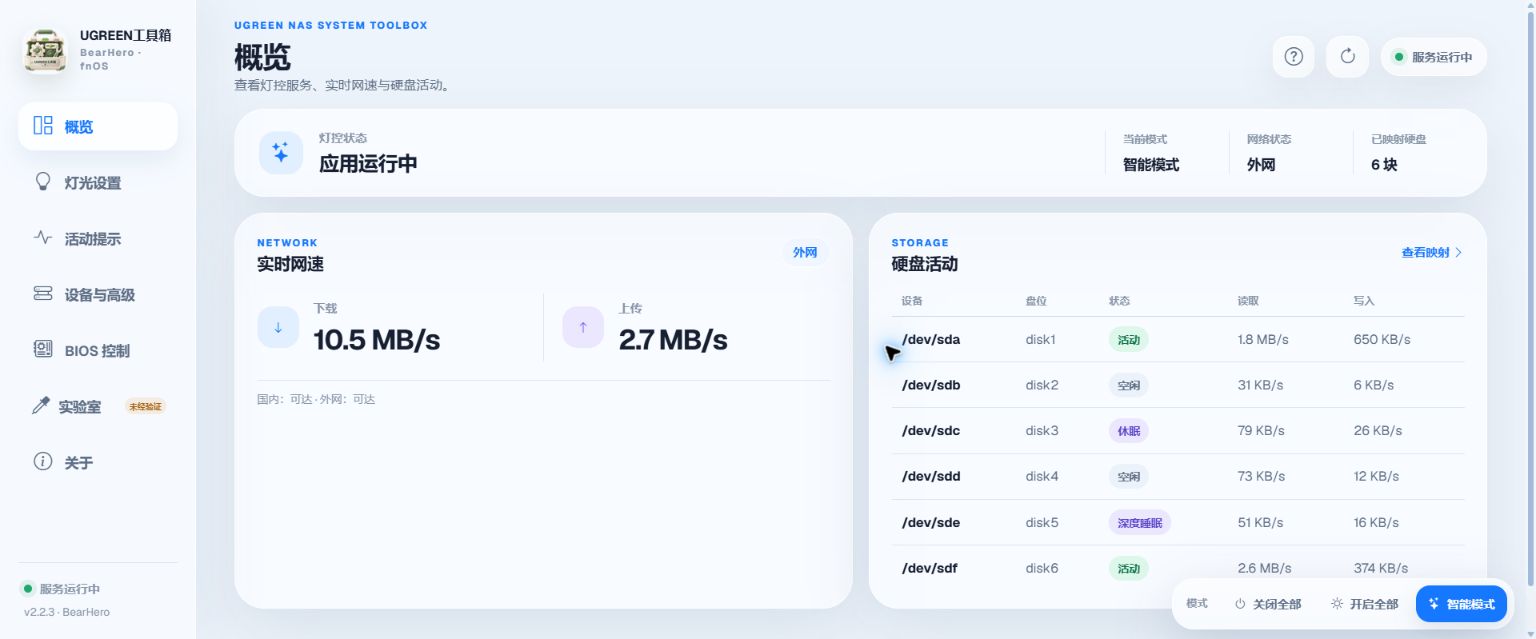 UGREEN工具箱
BearHero ·
fnOS
概览
灯光设置
活动提示
设备与高级
BIOS 控制
实验室 未经验证
关于
服务运行中
v2.2.3 · BearHero
UGREEN NAS SYSTEM TOOLBOX
概览
查看灯控服务、实时网速与硬盘活动。
服务运行中
灯控状态
应用运行中
当前模式
智能模式
网络状态
外网
已映射硬盘
6 块
NETWORK
实时网速
外网
下载
10.5 MB/s
上传
2.7 MB/s
国内：可达 · 外网：可达
STORAGE
硬盘活动
查看映射
设备 盘位 状态 读取 写入
/dev/sda disk1 活动 1.8 MB/s 650 KB/s
/dev/sdb disk2 空闲 31 KB/s 6 KB/s
/dev/sdc disk3 休眠 79 KB/s 26 KB/s
/dev/sdd disk4 空闲 73 KB/s 12 KB/s
/dev/sde disk5 深度睡眠 51 KB/s 16 KB/s
/dev/sdf disk6 活动 2.6 MB/s 374 KB/s
模式 关闭全部 开启全部 智能模式